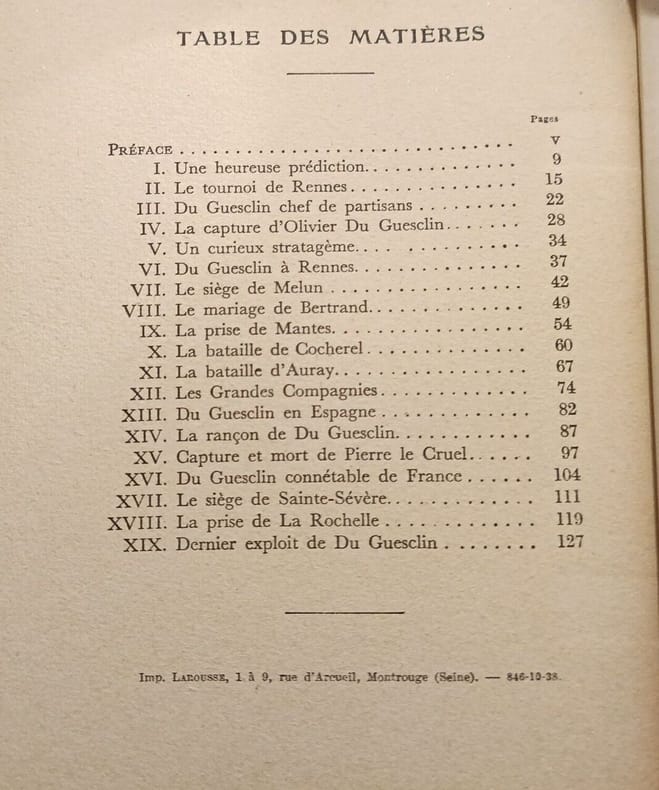 TABLE DES MATIÈRES
Pages
PRÉFACE . . . . . . . . . . . . . . . . . . . . . . . . . . . . . . V
I. Une heureuse prédiction. . . . . . . . . . . . . . 9
II. Le tournoi de Rennes . . . . . . . . . . . . . . . 15
III. Du Guesclin chef de partisans . . . . . . . . . 22
IV. La capture d'Olivier Du Guesclin . . . . . . . 28
V. Un curieux stratagème. . . . . . . . . . . . . . 34
VI. Du Guesclin à Rennes. . . . . . . . . . . . . . . 37
VII. Le siège de Melun . . . . . . . . . . . . . . . . . 42
VIII. Le mariage de Bertrand. . . . . . . . . . . . . . 49
IX. La prise de Mantes. . . . . . . . . . . . . . . . . 54
X. La bataille de Cocherel . . . . . . . . . . . . . . 60
XI. La bataille d'Auray. . . . . . . . . . . . . . . . . 67
XII. Les Grandes Compagnies . . . . . . . . . . . . . 74
XIII. Du Guesclin en Espagne . . . . . . . . . . . . . 82
XIV. La rançon de Du Guesclin. . . . . . . . . . . . 87
XV. Capture et mort de Pierre le Cruel . . . . . . 97
XVI. Du Guesclin connétable de France . . . . . . 104
XVII. Le siège de Sainte-Sévère. . . . . . . . . . . . . 111
XVIII. La prise de La Rochelle . . . . . . . . . . . . . 119
XIX. Dernier exploit de Du Guesclin . . . . . . . . 127
Imp. LAROUSSE, 1 à 9, rue d'Arcueil, Montrouge (Seine). — 846-10-38.